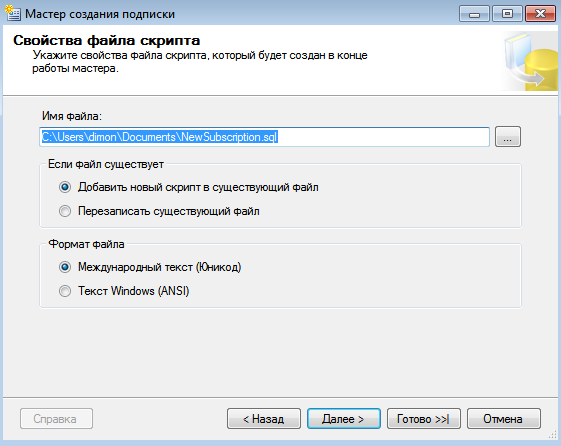 Мастер создания подписки
Свойства файла скрипта
Укажите свойства файла скрипта, который будет создан в конце
работы мастера.
Имя файла:
C:\Users\dimon\Documents\NewSubscription.sql
...
Если файл существует
Добавить новый скрипт в существующий файл
Перезаписать существующий файл
Формат файла
Международный текст (Юникод)
Текст Windows (ANSI)
Справка
< Назад
Далее >
Готово >>|
Отмена